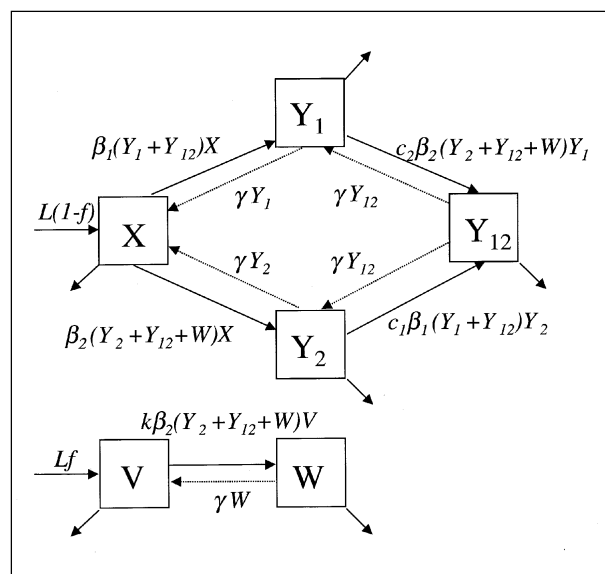 Y₁
β₁(Y₁+Y₁₂)X
c₂β₂(Y₂+Y₁₂+W)Y₁
γY₁
γY₁₂
L(1-f)
X
Y₁₂
γY₂
γY₁₂
β₂(Y₂+Y₁₂+W)X
Y₂
c₁β₁(Y₁+Y₁₂)Y₂
kβ₂(Y₂+Y₁₂+W)V
Lf
V
W
γW